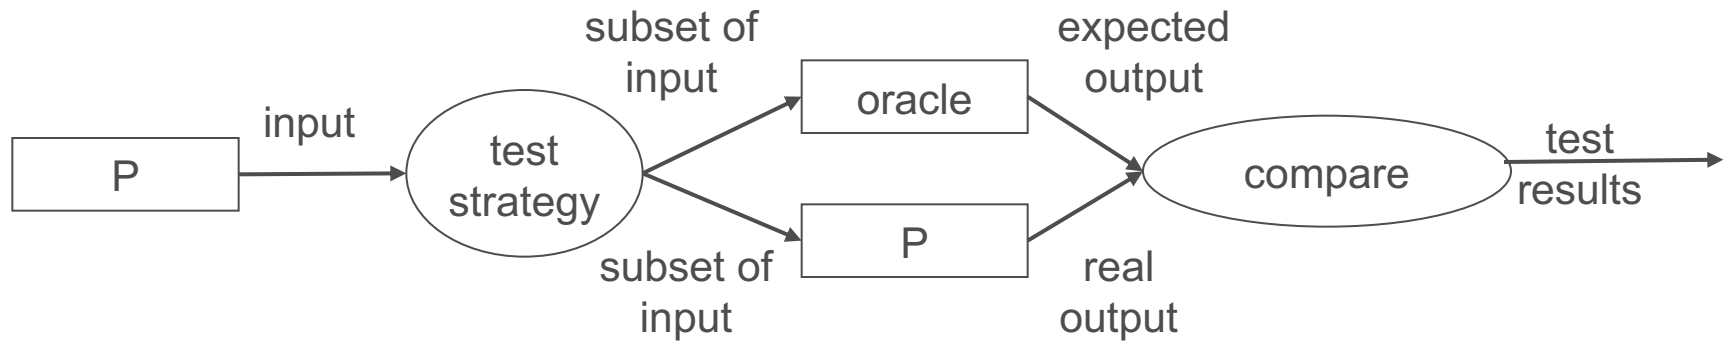 P
input
test
strategy
subset of
input
subset of
input
oracle
P
expected
output
real
output
compare
test
results